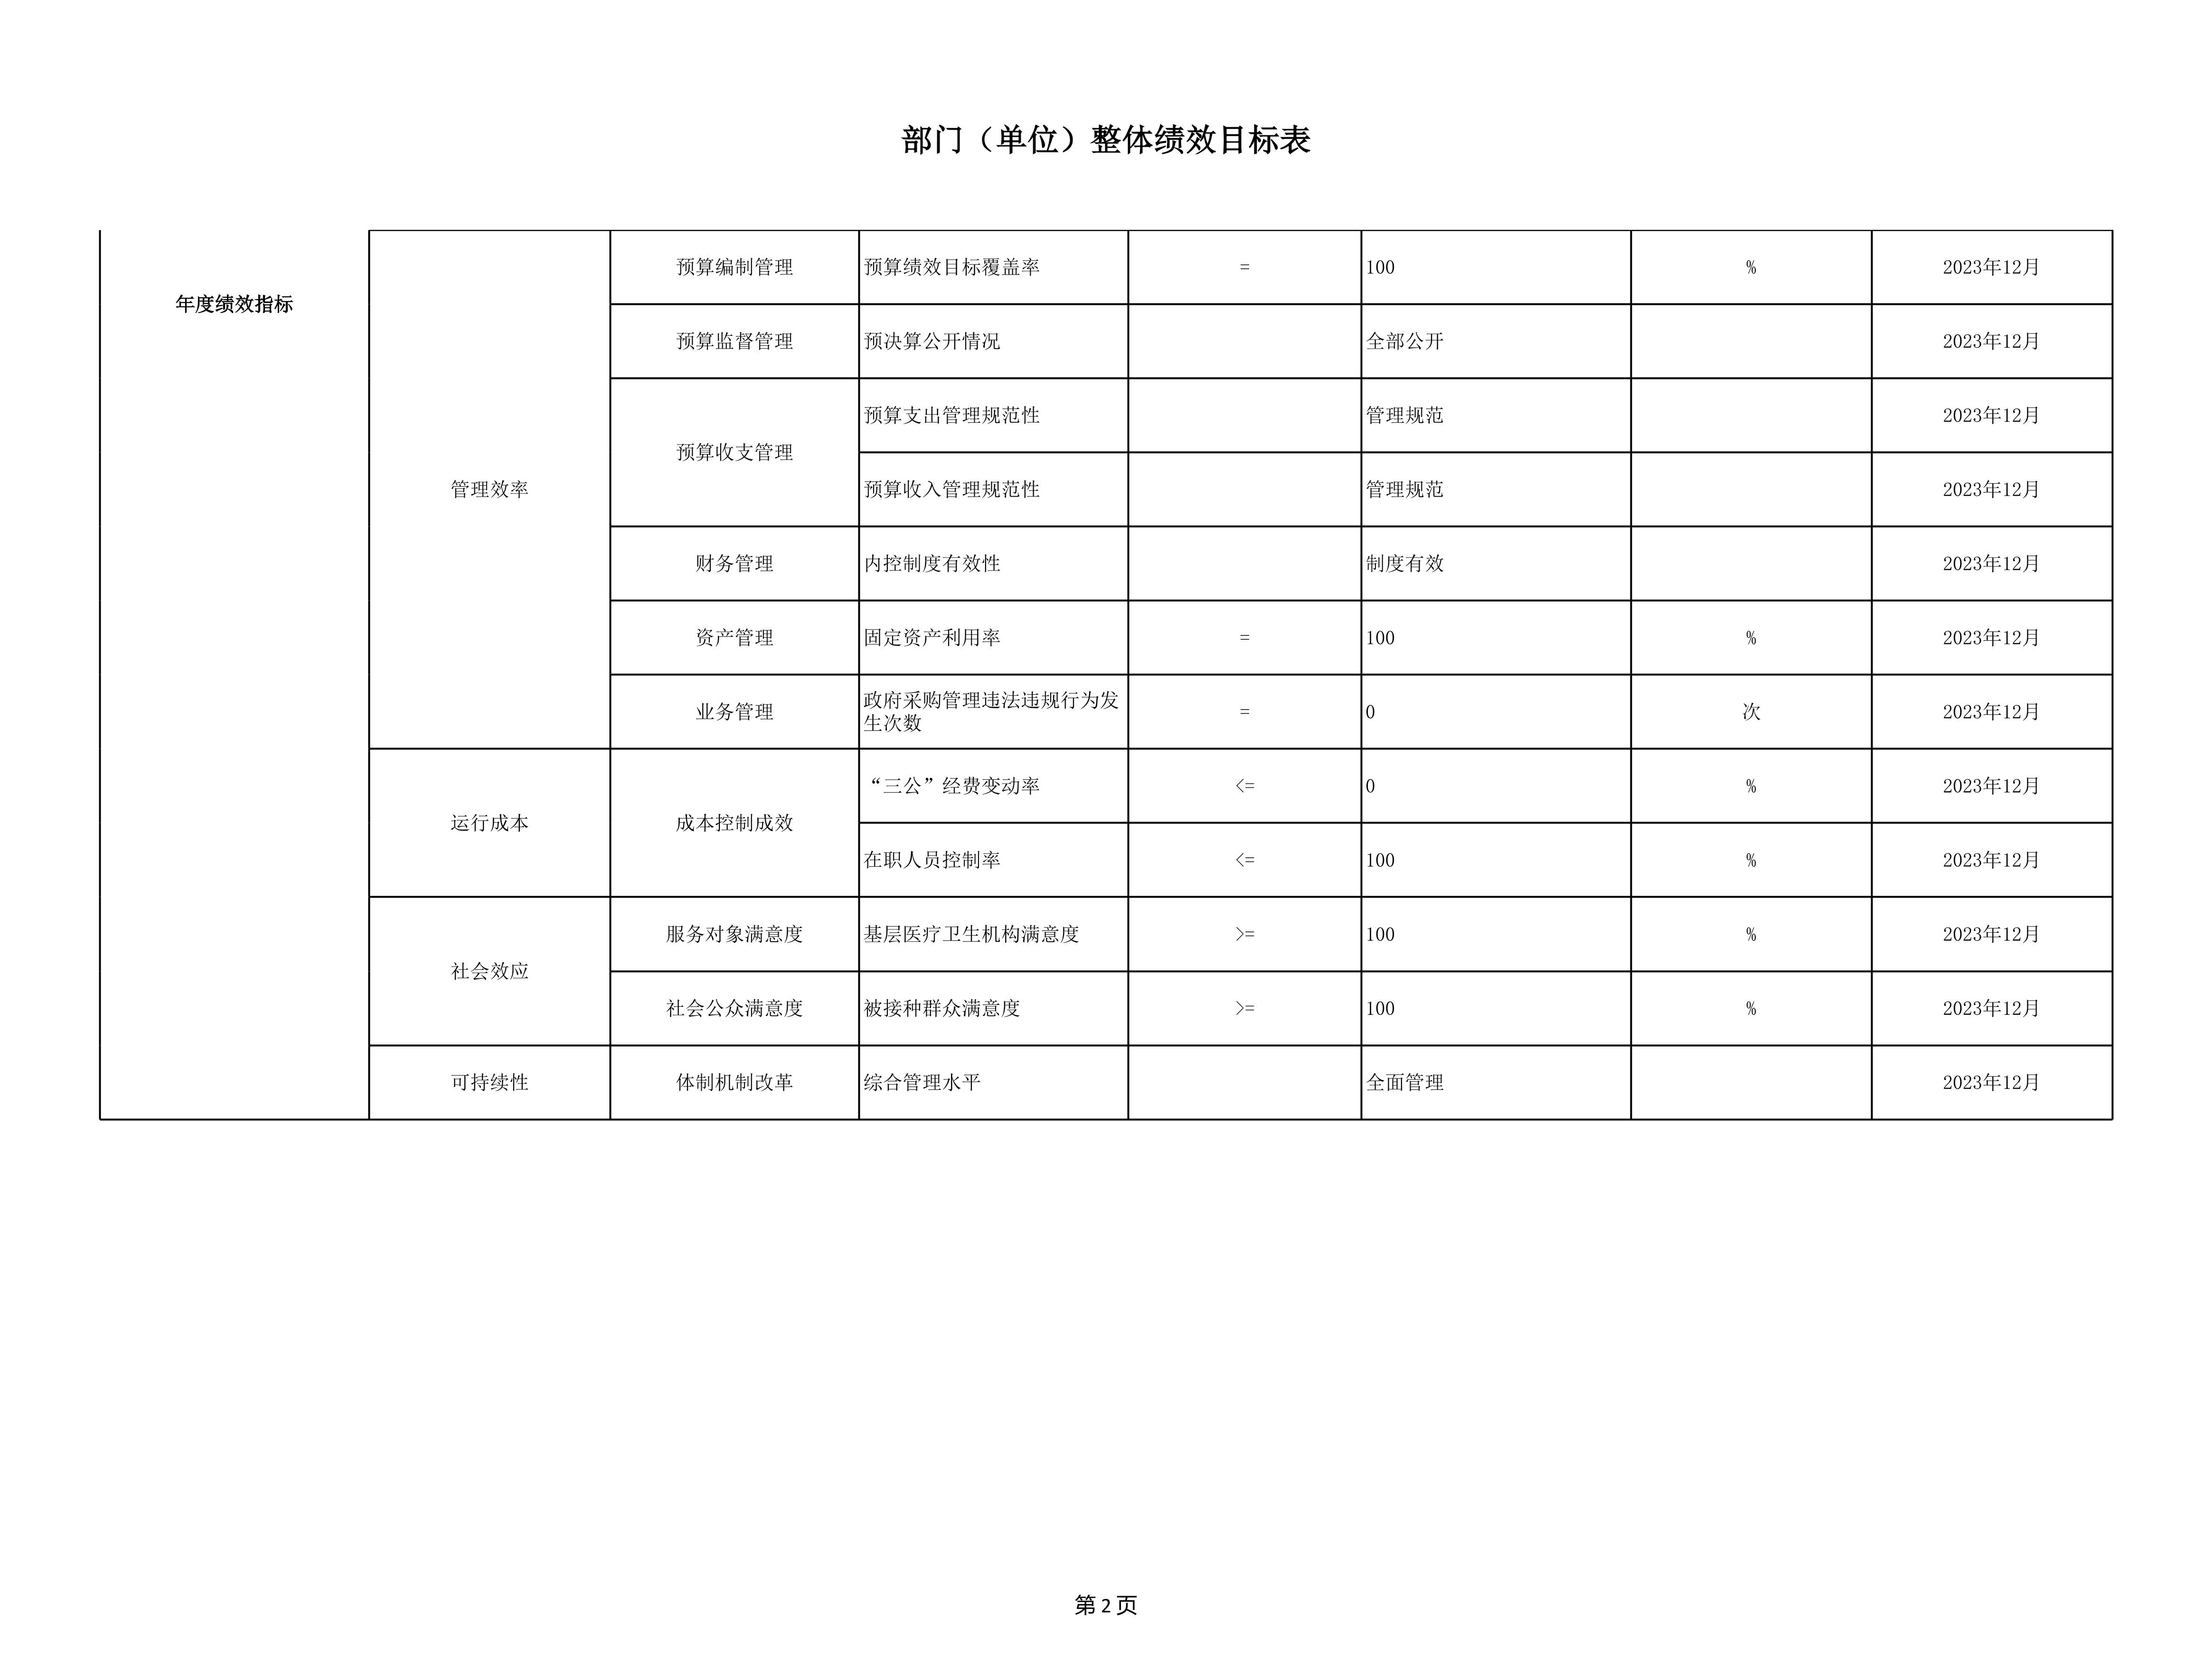 部门（单位）整体绩效目标表
年度绩效指标
管理效率
预算编制管理 预算绩效目标覆盖率 = 100 % 2023年12月
预算监督管理 预决算公开情况 全部公开 2023年12月
预算收支管理
预算支出管理规范性 管理规范 2023年12月
预算收入管理规范性 管理规范 2023年12月
财务管理 内控制度有效性 制度有效 2023年12月
资产管理 固定资产利用率 = 100 % 2023年12月
业务管理 政府采购管理违法违规行为发
生次数 = 0 次 2023年12月
运行成本 成本控制成效
“三公”经费变动率 <= 0 % 2023年12月
在职人员控制率 <= 100 % 2023年12月
社会效应
服务对象满意度 基层医疗卫生机构满意度 >= 100 % 2023年12月
社会公众满意度 被接种群众满意度 >= 100 % 2023年12月
可持续性 体制机制改革 综合管理水平 全面管理 2023年12月
第 2 页